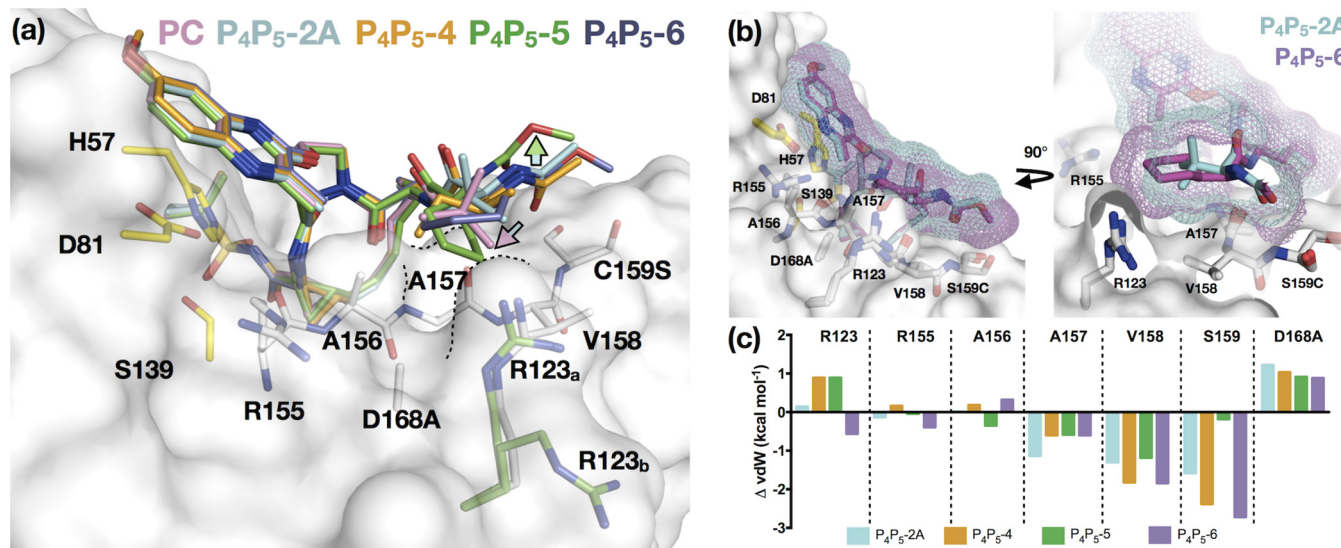 (a) PC P₄P₅-2A P₄P₅-4 P₄P₅-5 P₄P₅-6
H57
D81
S139
R155
A156
D168A
A157
C159S
V158
R123a
R123b
(b)
P₄P₅-2A
P₄P₅-6
D81
H57
R155
S139
A156
A157
D168A
R123
V158
S159C
90°
R155
A157
R123
V158
S159C
(c) R123 R155 A156 A157 V158 S159 D168A
Δ vdW (kcal mol⁻¹)
2
1
0
-1
-2
-3
P₄P₅-2A P₄P₅-4 P₄P₅-5 P₄P₅-6